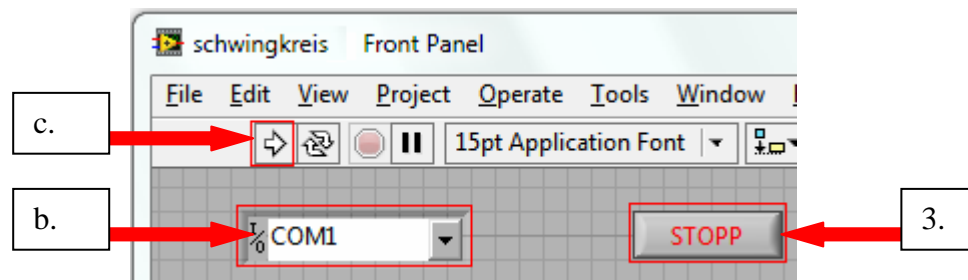 schwingkreis Front Panel
File Edit View Project Operate Tools Window
c.
15pt Application Font
b.
I/O COM1
STOPP
3.